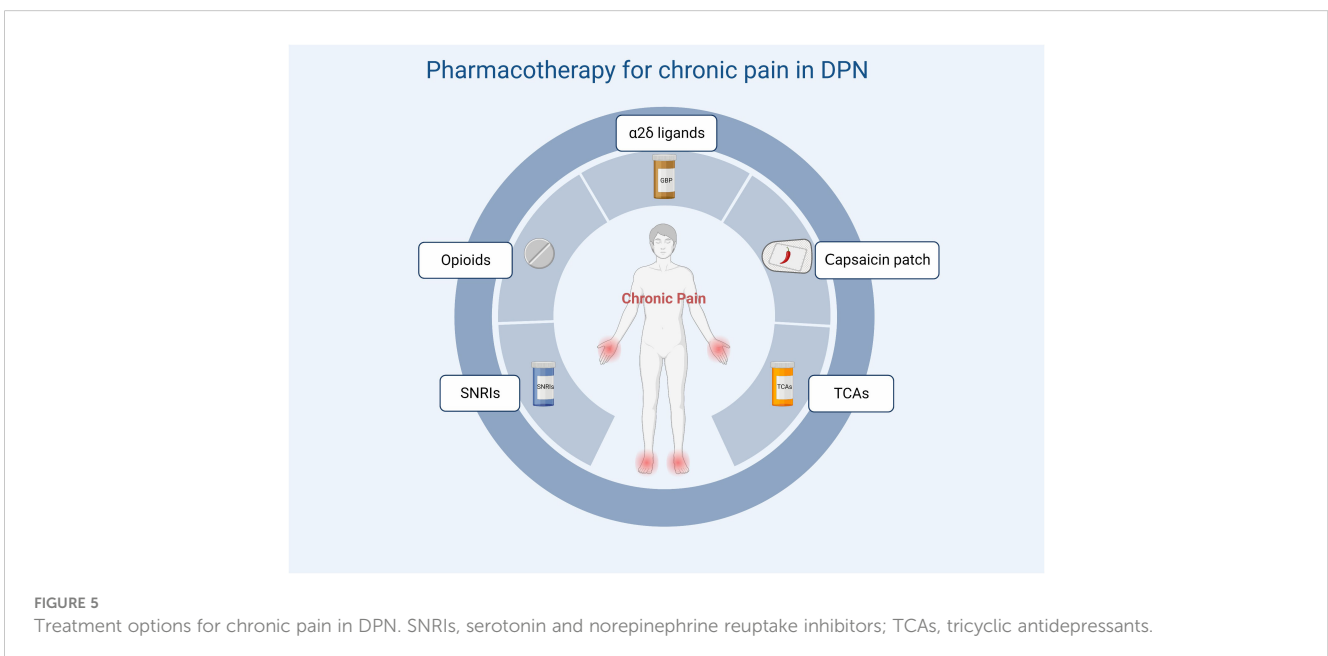 Pharmacotherapy for chronic pain in DPN
α2δ ligands
GBP
Opioids
Capsaicin patch
Chronic Pain
SNRIs
SNRIs
TCAs
TCAs
FIGURE 5
Treatment options for chronic pain in DPN. SNRIs, serotonin and norepinephrine reuptake inhibitors; TCAs, tricyclic antidepressants.